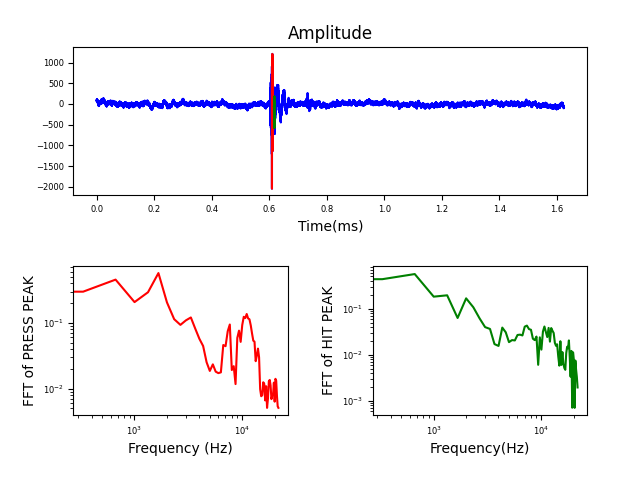 Amplitude
1000
500
0
−500
−1000
−1500
−2000
0.0 0.2 0.4 0.6 0.8 1.0 1.2 1.4 1.6
Time(ms)
FFT of PRESS PEAK
10⁻¹
10⁻²
10³ 10⁴
Frequency (Hz)
FFT of HIT PEAK
10⁻¹
10⁻²
10⁻³
10³ 10⁴
Frequency(Hz)